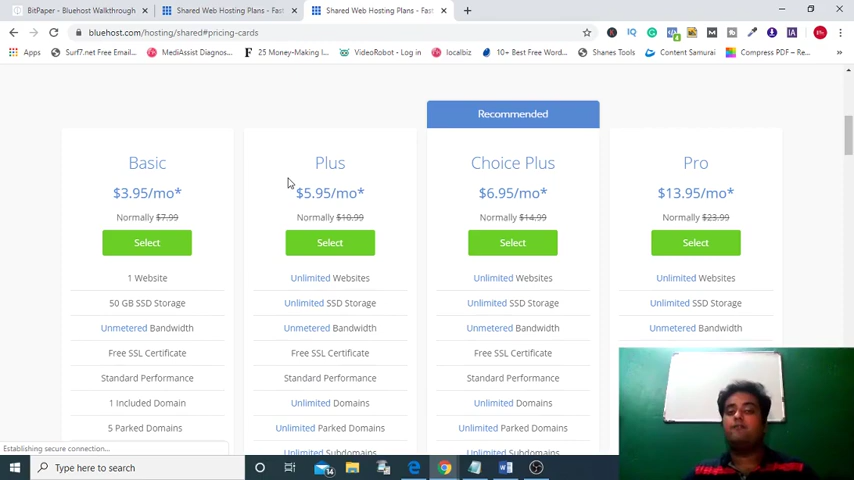 BitPaper - Bluehost Walkthrough
Shared Web Hosting Plans - Fast
Shared Web Hosting Plans - Fast
bluehost.com/hosting/shared#pricing-cards
Apps
Surf7.net Free Email...
MediAssist Diagnos...
25 Money-Making I...
VideoRobot - Log in
localbiz
10+ Best Free Word...
Shanes Tools
Content Samurai
Compress PDF – Re...
Recommended
Basic
Plus
Choice Plus
Pro
$3.95/mo*
$5.95/mo*
$6.95/mo*
$13.95/mo*
Normally $7.99
Normally $10.99
Normally $14.99
Normally $23.99
Select
Select
Select
Select
1 Website
Unlimited Websites
Unlimited Websites
Unlimited Websites
50 GB SSD Storage
Unlimited SSD Storage
Unlimited SSD Storage
Unlimited SSD Storage
Unmetered Bandwidth
Unmetered Bandwidth
Unmetered Bandwidth
Unmetered Bandwidth
Free SSL Certificate
Free SSL Certificate
Free SSL Certificate
Standard Performance
Standard Performance
Standard Performance
1 Included Domain
Unlimited Domains
Unlimited Domains
5 Parked Domains
Unlimited Parked Domains
Unlimited Parked Domains
Unlimited Subdomains
Unlimited Subdomains
Establishing secure connection...
Type here to search
14